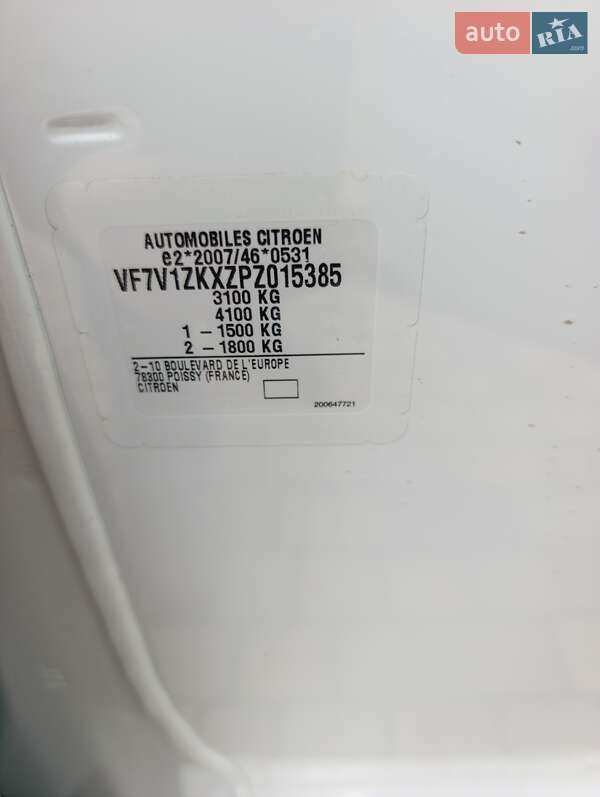 auto RIA .com
AUTOMOBILES CITROEN
e2*2007/46*0531
VF7V1ZKXZPZ015385
3100 KG
4100 KG
1 – 1500 KG
2 – 1800 KG
2–10 BOULEVARD DE L'EUROPE
78300 POISSY (FRANCE)
CITROEN
200647721